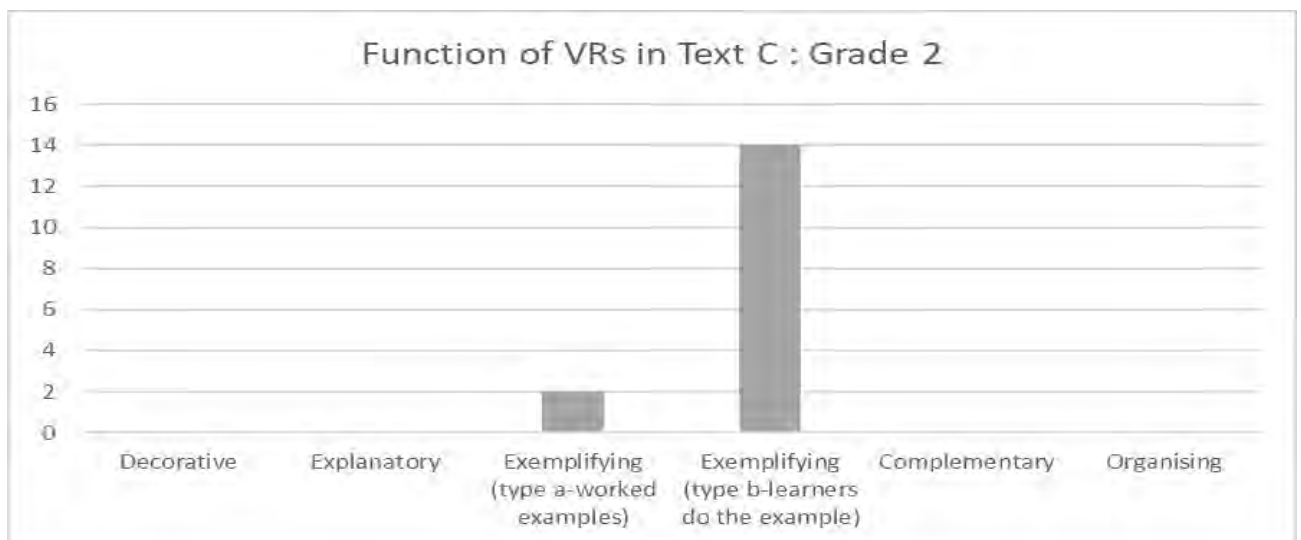 Function of VRs in Text C : Grade 2
16
14
12
10
8
6
4
2
0
Decorative
Explanatory
Exemplifying
(type a-worked
examples)
Exemplifying
(type b-learners
do the example)
Complementary
Organising